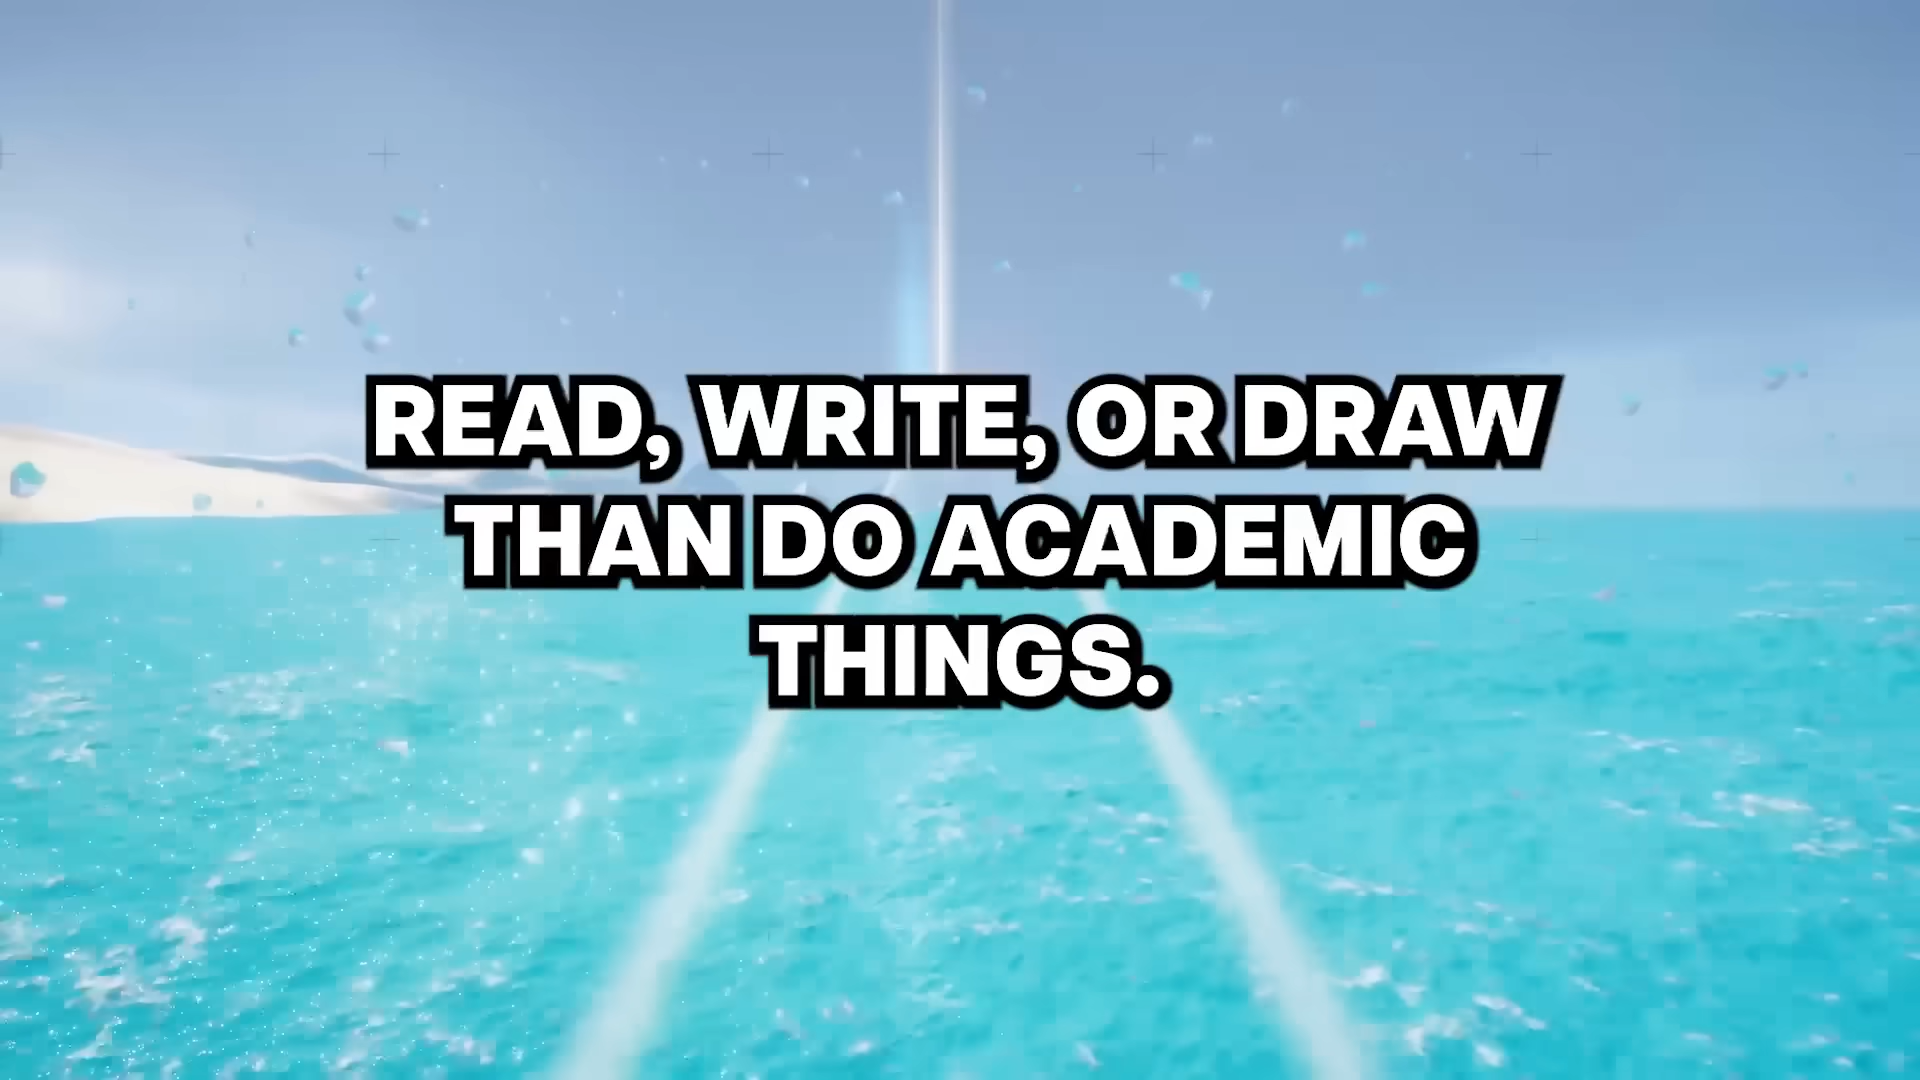 READ, WRITE, OR DRAW
THAN DO ACADEMIC
THINGS.